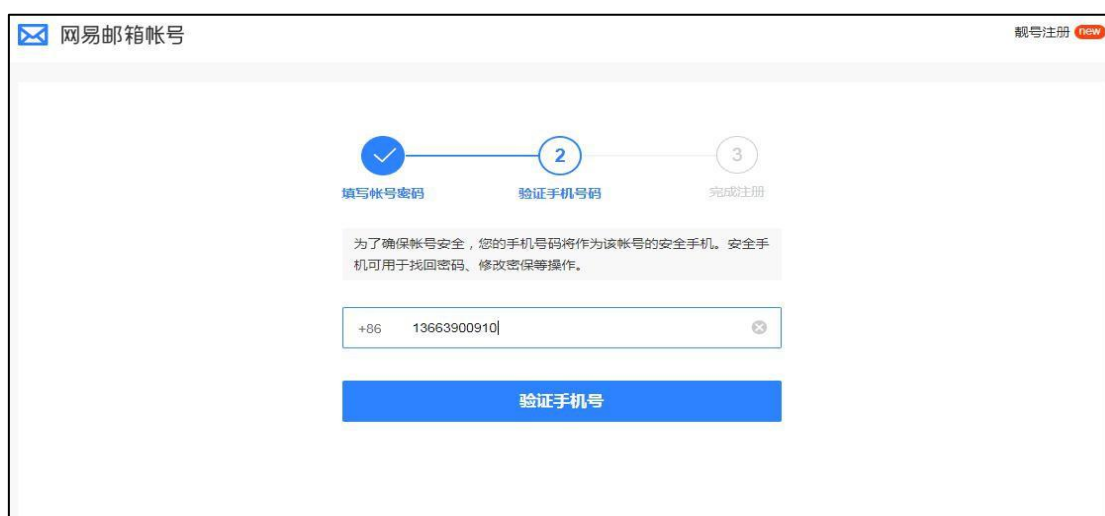 网易邮箱帐号
靓号注册 new
2
3
填写帐号密码
验证手机号码
完成注册
为了确保帐号安全，您的手机号码将作为该帐号的安全手机。安全手
机可用于找回密码、修改密保等操作。
+86 13663900910
验证手机号